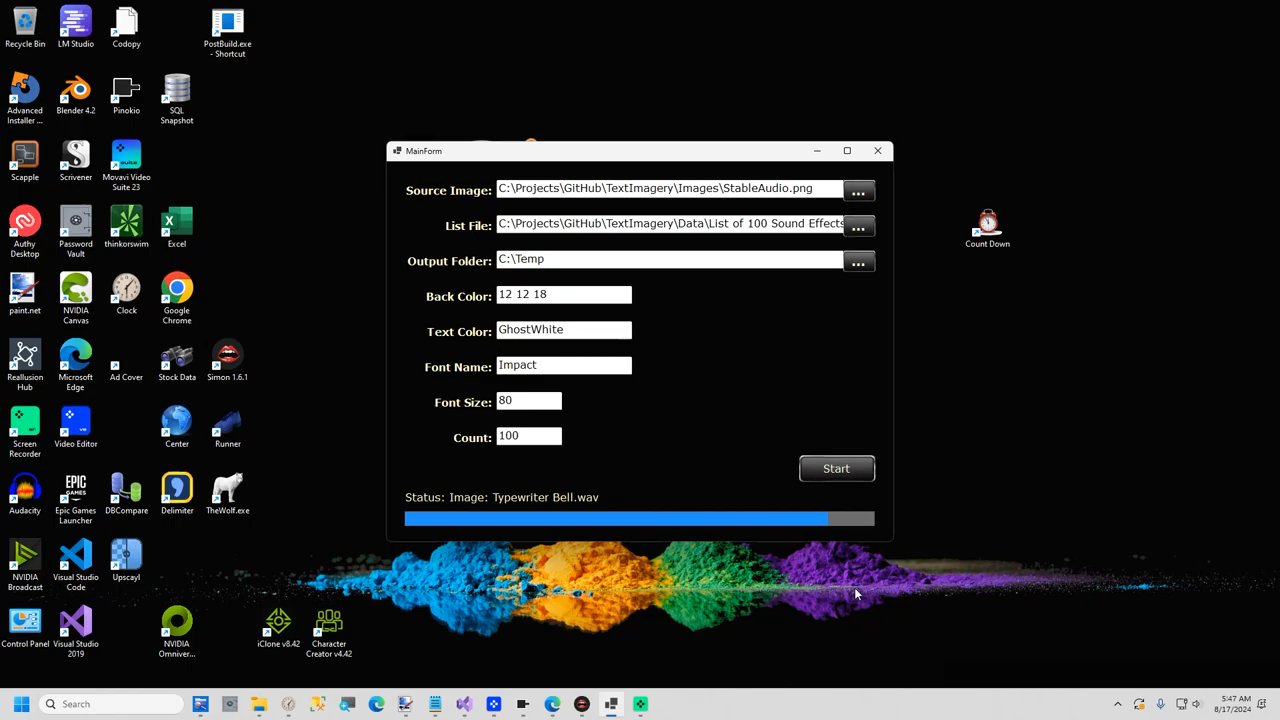 Recycle Bin
LM Studio
Codopy
PostBuild.exe
- Shortcut
Advanced
Installer ...
Blender 4.2
Pinokio
SQL
Snapshot
Scapple
Scrivener
Movavi Video
Suite 23
Authy
Desktop
Password
Vault
thinkorswim
Excel
paint.net
NVIDIA
Canvas
Clock
Google
Chrome
Reallusion
Hub
Microsoft
Edge
Ad Cover
Stock Data
Simon 1.6.1
Screen
Recorder
Video Editor
Center
Runner
Audacity
EPIC
GAMES
Epic Games
Launcher
DBCompare
Delimiter
TheWolf.exe
NVIDIA
Broadcast
Visual Studio
Code
Upscayl
Control Panel
Visual Studio
2019
NVIDIA
Omniver...
iClone v8.42
Character
Creator v4.42
Count Down
MainForm
Source Image: C:\Projects\GitHub\TextImagery\Images\StableAudio.png ...
List File: C:\Projects\GitHub\TextImagery\Data\List of 100 Sound Effects ...
Output Folder: C:\Temp ...
Back Color: 12 12 18
Text Color: GhostWhite
Font Name: Impact
Font Size: 80
Count: 100
Start
Status: Image: Typewriter Bell.wav
Search
5:47 AM
8/17/2024